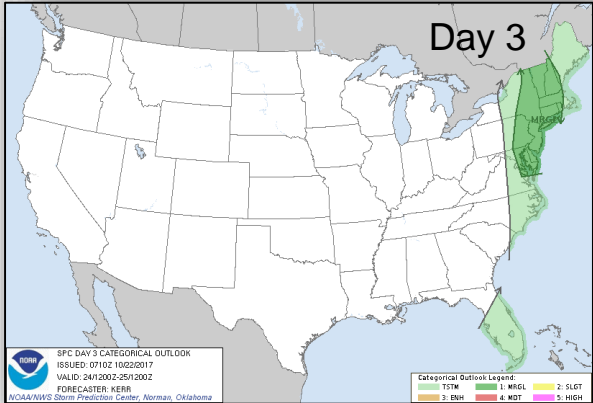 Day 3
MRGL
SPC DAY 3 CATEGORICAL OUTLOOK
ISSUED: 0710Z 10/22/2017
VALID: 24/1200Z-25/1200Z
FORECASTER: KERR
NOAA/NWS Storm Prediction Center, Norman, Oklahoma
NOAA
Categorical Outlook Legend:
TSTM 1: MRGL 2: SLGT
3: ENH 4: MDT 5: HIGH